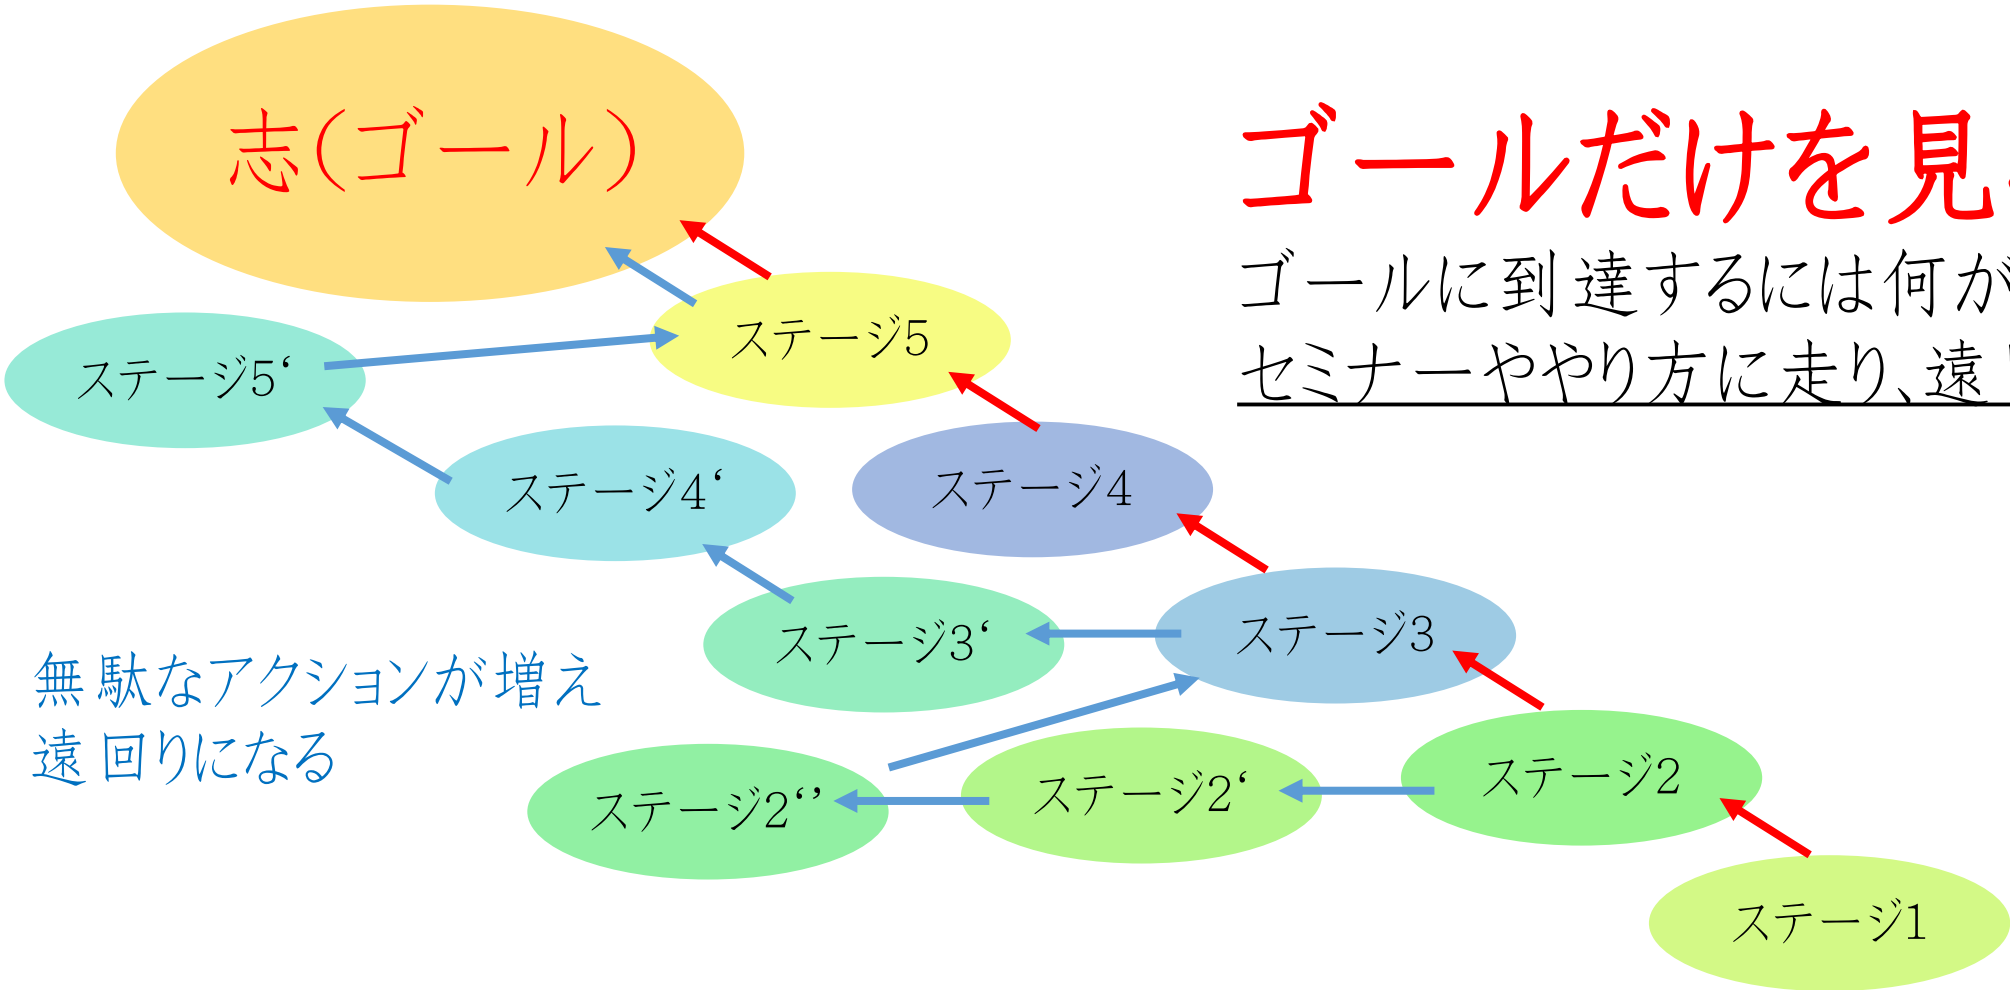 志(ゴール)
ゴールだけを見
ゴールに到達するには何が
セミナーややり方に走り、遠
ステージ5
ステージ5‘
ステージ4‘
ステージ4
ステージ3‘
ステージ3
無駄なアクションが増え
遠回りになる
ステージ2‘’
ステージ2‘
ステージ2
ステージ1